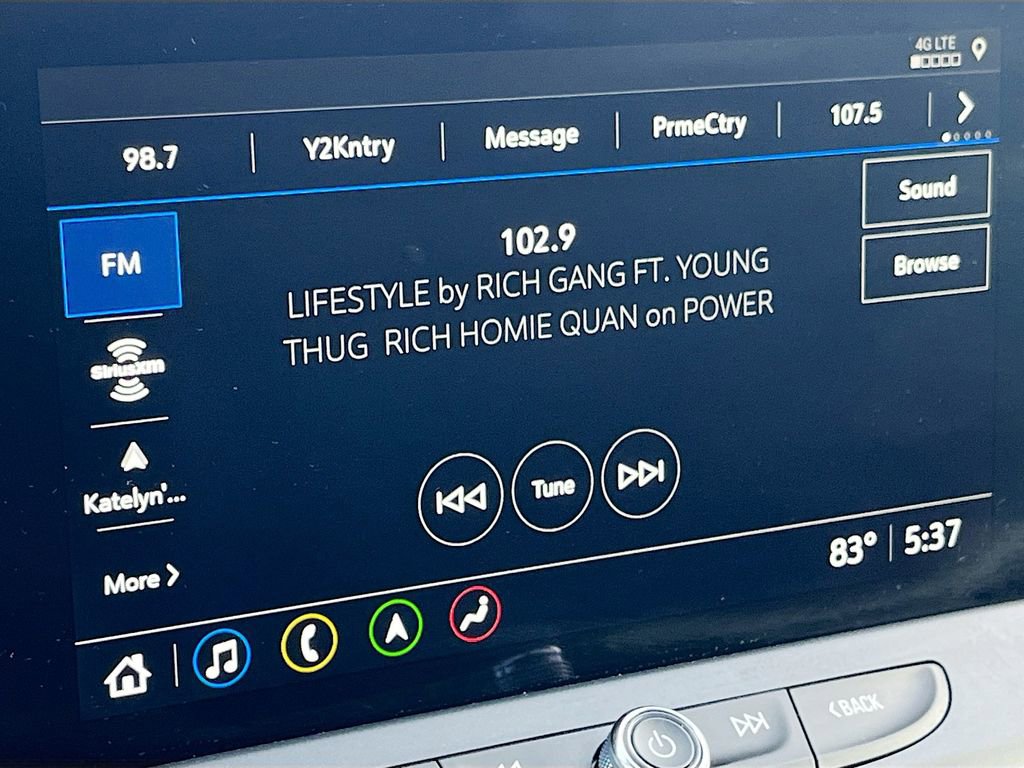 4G LTE
98.7
Y2Kntry
Message
PrmeCtry
107.5
Sound
FM
102.9
Browse
LIFESTYLE by RICH GANG FT. YOUNG
THUG RICH HOMIE QUAN on POWER
SiriusXM
Katelyn'...
Tune
More
83° 5:37
BACK